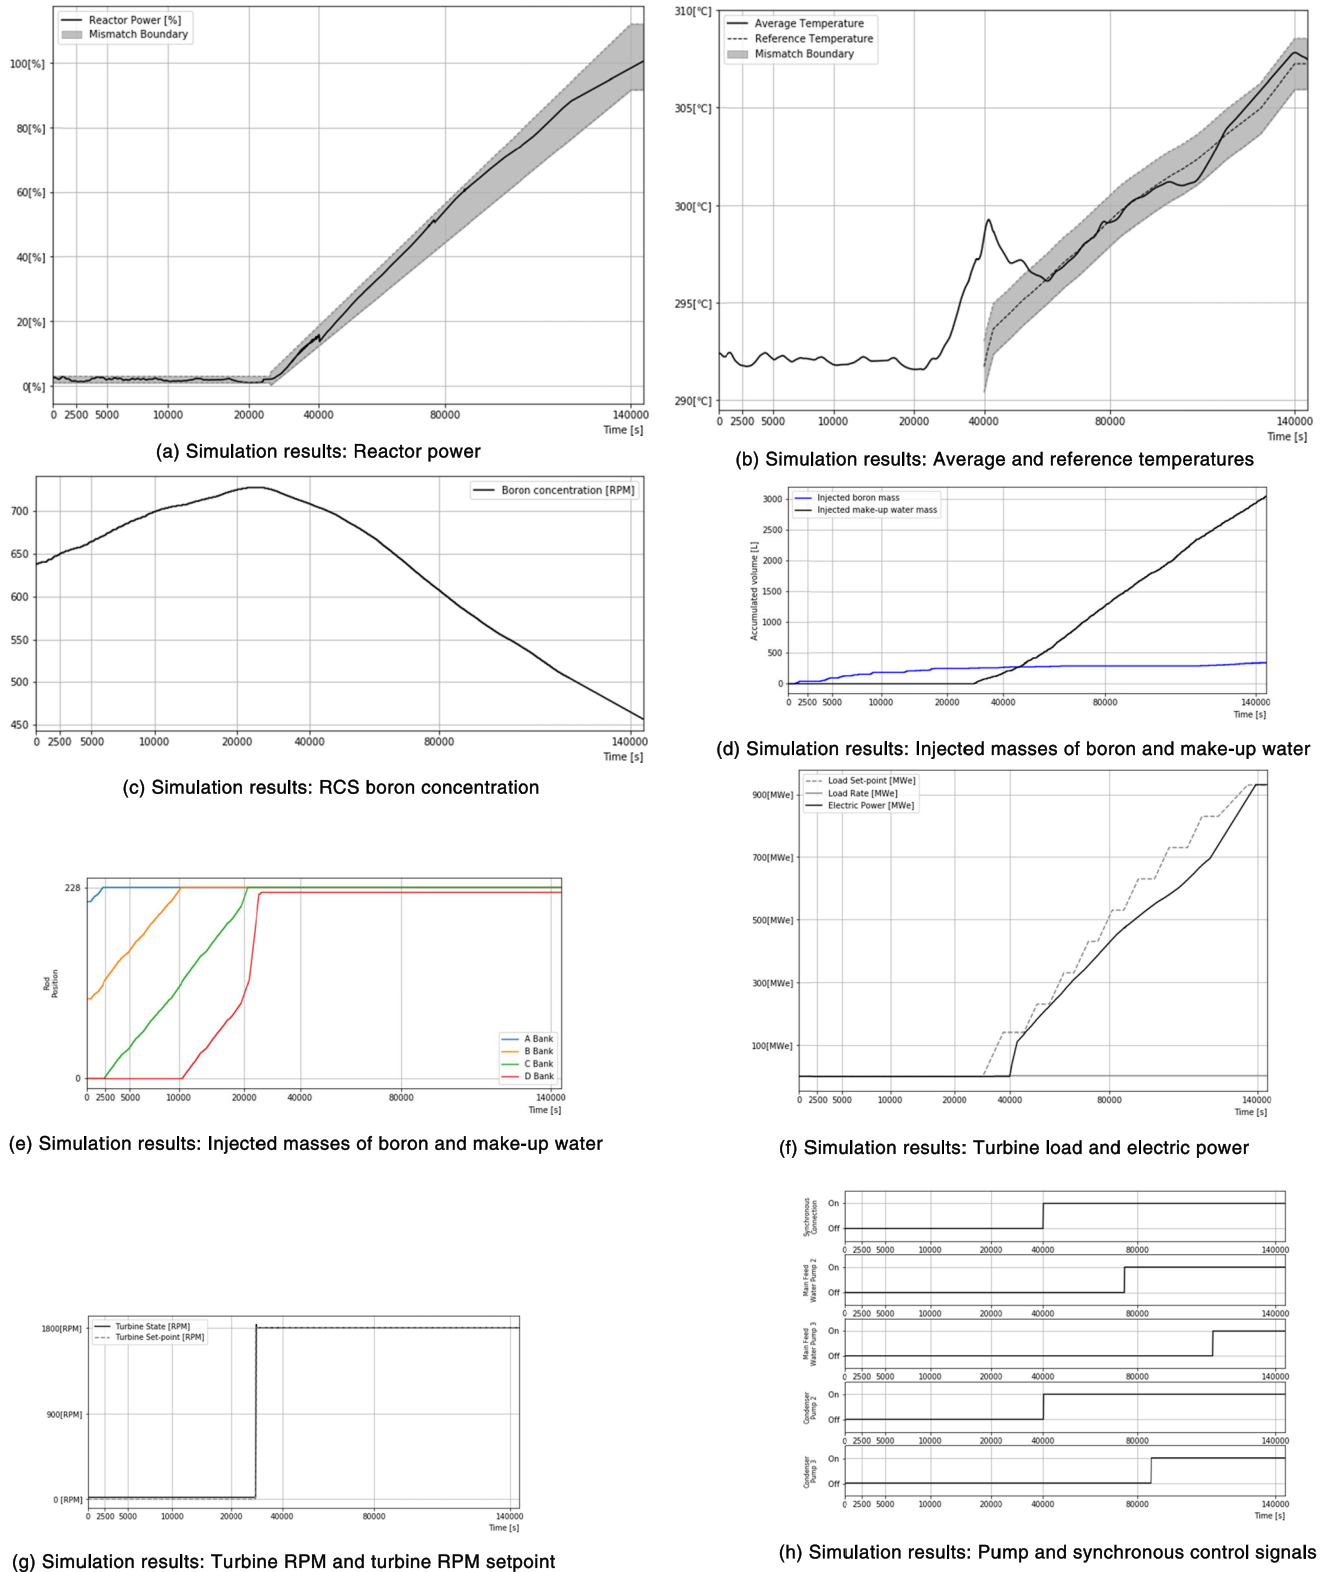 Reactor Power [%]
Mismatch Boundary
100[%]
80[%]
60[%]
40[%]
20[%]
0[%]
0 2500 5000 10000 20000 40000 80000 140000
Time [s]
(a) Simulation results: Reactor power
310[℃]
305[℃]
300[℃]
295[℃]
290[℃]
Average Temperature
Reference Temperature
Mismatch Boundary
0 2500 5000 10000 20000 40000 80000 140000
Time [s]
(b) Simulation results: Average and reference temperatures
Boron concentration [RPM]
700
650
600
550
500
450
0 2500 5000 10000 20000 40000 80000 140000
Time [s]
(c) Simulation results: RCS boron concentration
Injected boron mass
Injected make-up water mass
Accumulated volume [L]
3000
2500
2000
1500
1000
500
0
0 2500 5000 10000 20000 40000 80000 140000
Time [s]
(d) Simulation results: Injected masses of boron and make-up water
228
0
Rod
Position
A Bank
B Bank
C Bank
D Bank
0 2500 5000 10000 20000 40000 80000 140000
Time [s]
(e) Simulation results: Injected masses of boron and make-up water
Load Set-point [MWe]
Load Rate [MWe]
Electric Power [MWe]
900[MWe]
700[MWe]
500[MWe]
300[MWe]
100[MWe]
0 2500 5000 10000 20000 40000 80000 140000
Time [s]
(f) Simulation results: Turbine load and electric power
Turbine State [RPM]
Turbine Set-point [RPM]
1800[RPM]
900[RPM]
0 [RPM]
0 2500 5000 10000 20000 40000 80000 140000
Time [s]
(g) Simulation results: Turbine RPM and turbine RPM setpoint
Synchronous
Connection
On
Off
0 2500 5000 10000 20000 40000 80000 140000
Main Feed
Water Pump 2
On
Off
0 2500 5000 10000 20000 40000 80000 140000
Main Feed
Water Pump 3
On
Off
0 2500 5000 10000 20000 40000 80000 140000
Condenser
Pump 2
On
Off
0 2500 5000 10000 20000 40000 80000 140000
Condenser
Pump 3
On
Off
0 2500 5000 10000 20000 40000 80000 140000
Time [s]
(h) Simulation results: Pump and synchronous control signals